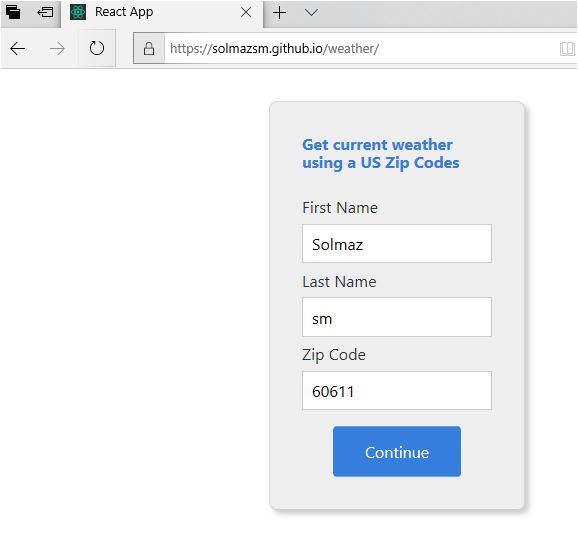 React App
https://solmazsm.github.io/weather/
Get current weather
using a US Zip Codes
First Name
Solmaz
Last Name
sm
Zip Code
60611
Continue